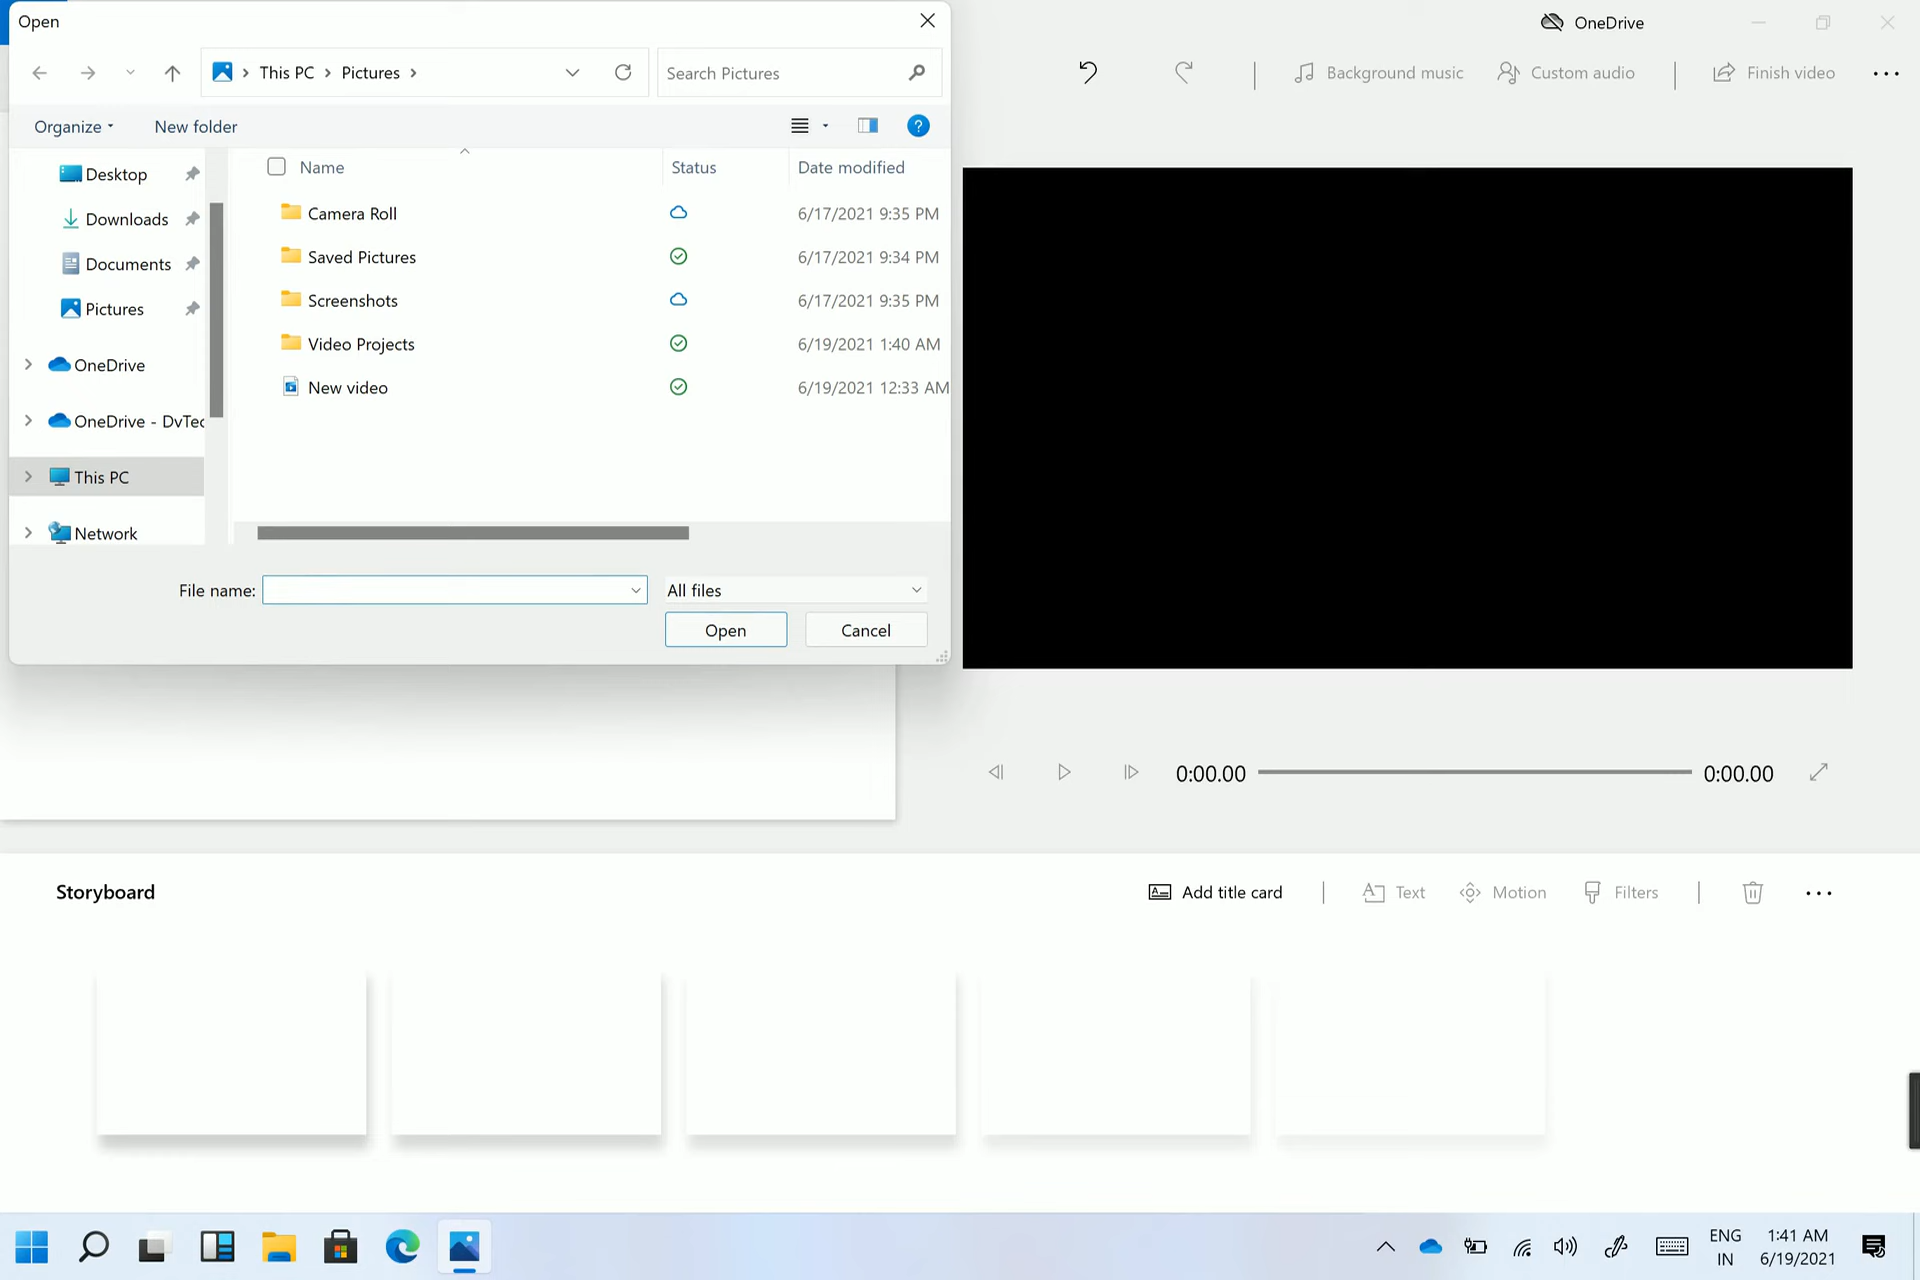 Open
OneDrive
This PC
Pictures
Search Pictures
Background music
Custom audio
Finish video
Organize
New folder
Name
Status
Date modified
Desktop
Downloads
Documents
Pictures
OneDrive
OneDrive - DvTec
This PC
Network
Camera Roll
6/17/2021 9:35 PM
Saved Pictures
6/17/2021 9:34 PM
Screenshots
6/17/2021 9:35 PM
Video Projects
6/19/2021 1:40 AM
New video
6/19/2021 12:33 AM
File name:
All files
Open
Cancel
0:00.00
0:00.00
Storyboard
Add title card
Text
Motion
Filters
ENG
IN
1:41 AM
6/19/2021